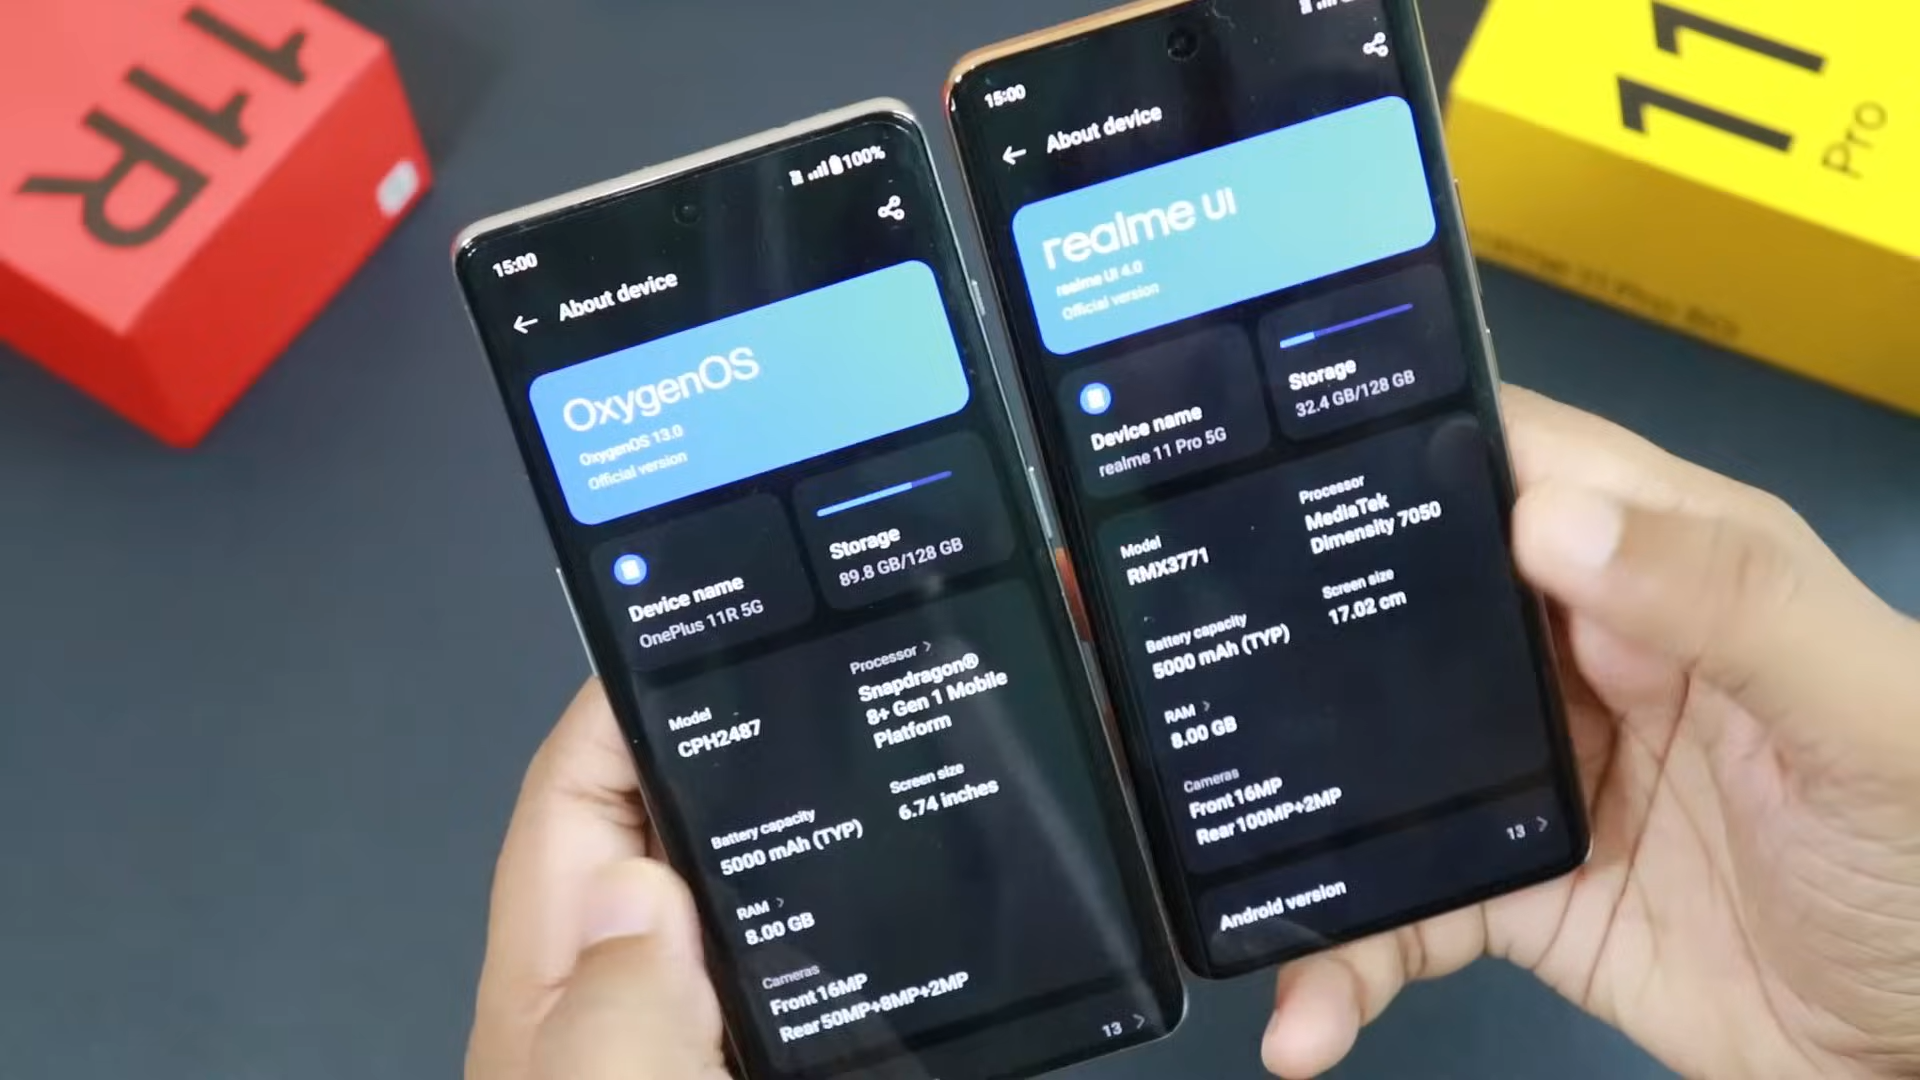 11R
15:00
100%
About device
OxygenOS
OxygenOS 13.0
Official version
Device name
OnePlus 11R 5G
Storage
89.8 GB/128 GB
Model
CPH2487
Processor >
Snapdragon®
8+ Gen 1 Mobile
Platform
Battery capacity
5000 mAh (TYP)
Screen size
6.74 inches
RAM >
8.00 GB
Cameras
Front 16MP
Rear 50MP+8MP+2MP
13 >
15:00
About device
realme UI
realme UI 4.0
Official version
Device name
realme 11 Pro 5G
Storage
32.4 GB/128 GB
Model
RMX3771
Processor
MediaTek
Dimensity 7050
Battery capacity
5000 mAh (TYP)
Screen size
17.02 cm
RAM >
8.00 GB
Cameras
Front 16MP
Rear 100MP+2MP
Android version
13 >
11
Pro